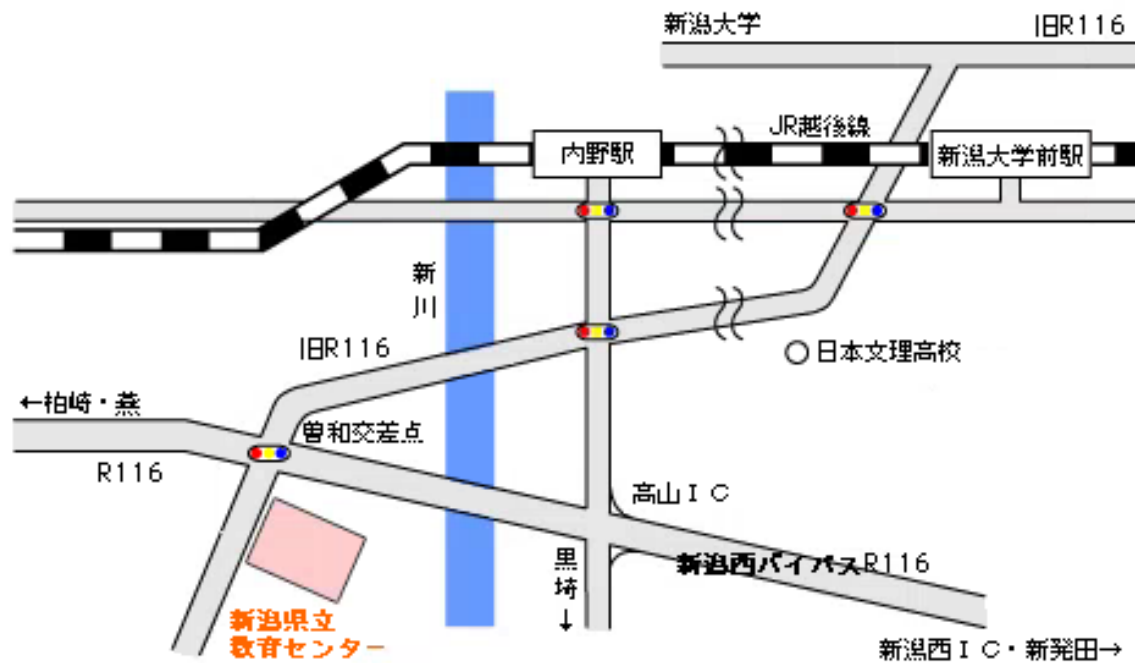 新潟大学
旧R116
JR越後線
内野駅
新潟大学前駅
新川
旧R116
日本文理高校
←柏崎・燕
曽和交差点
R116
高山ＩＣ
新潟西バイパスR116
黒埼↓
新潟県立
教育センター
新潟西ＩＣ・新発田→